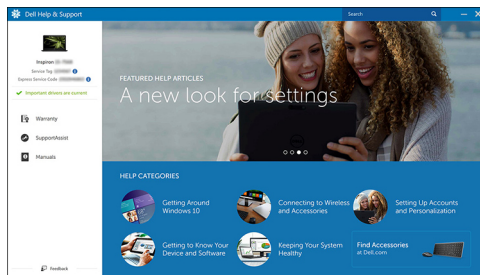 Dell Help & Support
Search
Inspiron
Service Tag
Express Service Code
Important drivers are current
Warranty
SupportAssist
Manuals
Feedback
FEATURED HELP ARTICLES
A new look for settings
HELP CATEGORIES
Getting Around
Windows 10
Connecting to Wireless
and Accessories
Setting Up Accounts
and Personalization
Getting to Know Your
Device and Software
Keeping Your System
Healthy
Find Accessories
at Dell.com